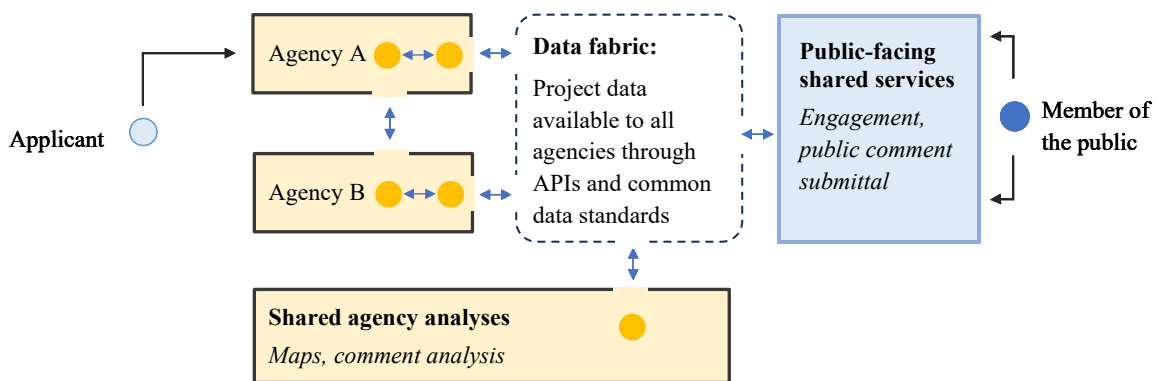 Applicant
Agency A
Agency B
Data fabric:
Project data
available to all
agencies through
APIs and common
data standards
Public-facing
shared services
Engagement,
public comment
submittal
Member of
the public
Shared agency analyses
Maps, comment analysis